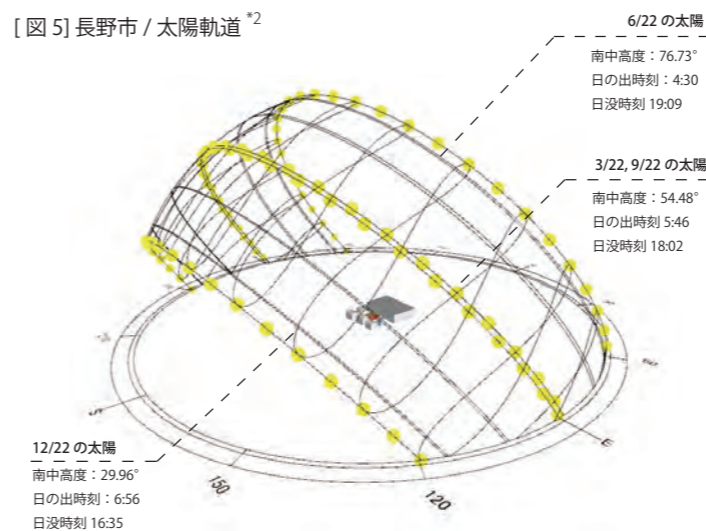 [ 図 5] 長野市 / 太陽軌道 *2
6/22 の太陽
南中高度：76.73°
日の出時刻：4:30
日没時刻 19:09
3/22, 9/22 の太陽
南中高度：54.48°
日の出時刻 5:46
日没時刻 18:02
S
E
150
120
12/22 の太陽
南中高度：29.96°
日の出時刻：6:56
日没時刻 16:35